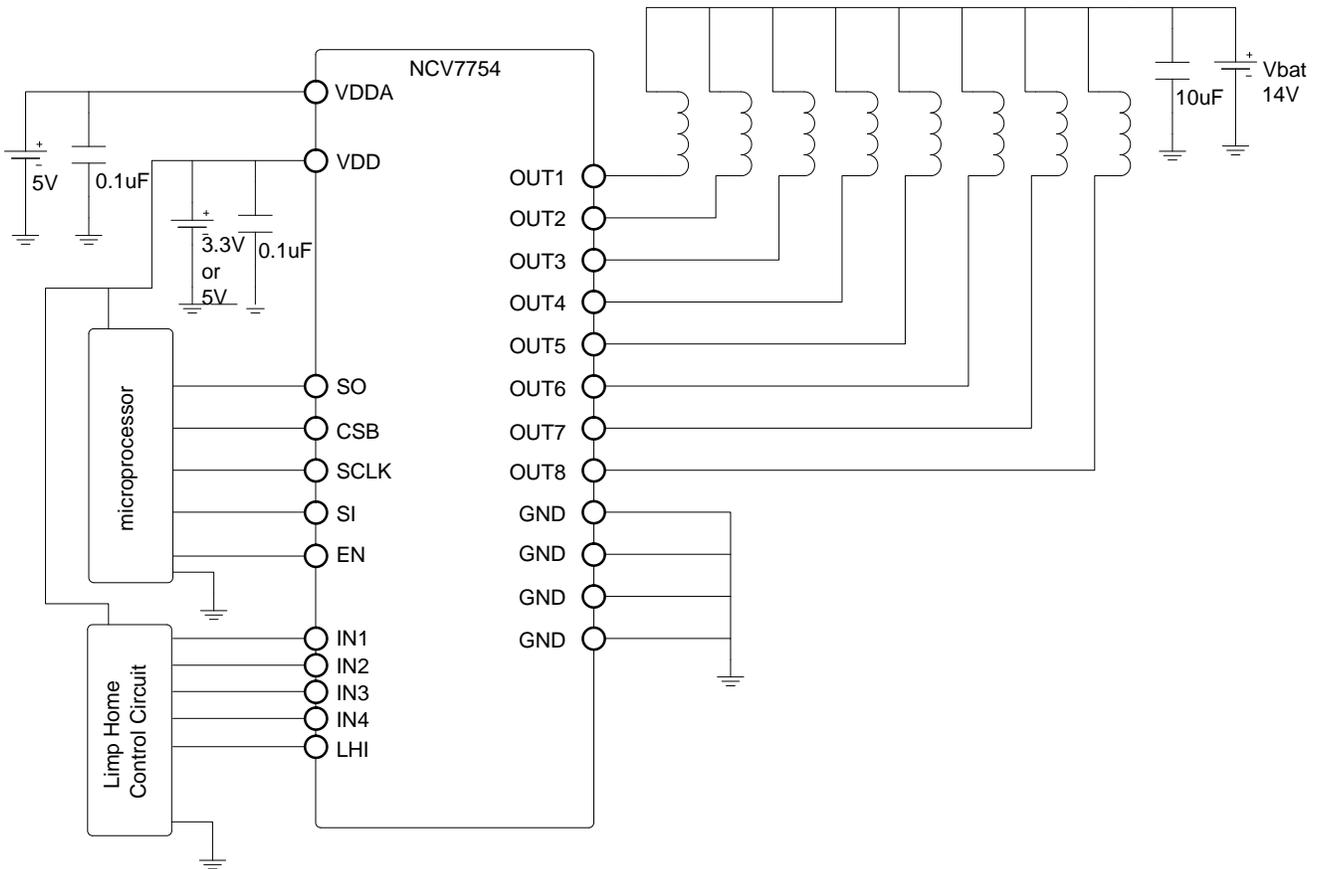 NCV7754
VDDA
VDD
5V
0.1uF
3.3V
or
5V
0.1uF
microprocessor
SO
CSB
SCLK
SI
EN
Limp Home
Control Circuit
IN1
IN2
IN3
IN4
LHI
OUT1
OUT2
OUT3
OUT4
OUT5
OUT6
OUT7
OUT8
GND
GND
GND
GND
+
-
+
-
10uF
+
-
Vbat
14V